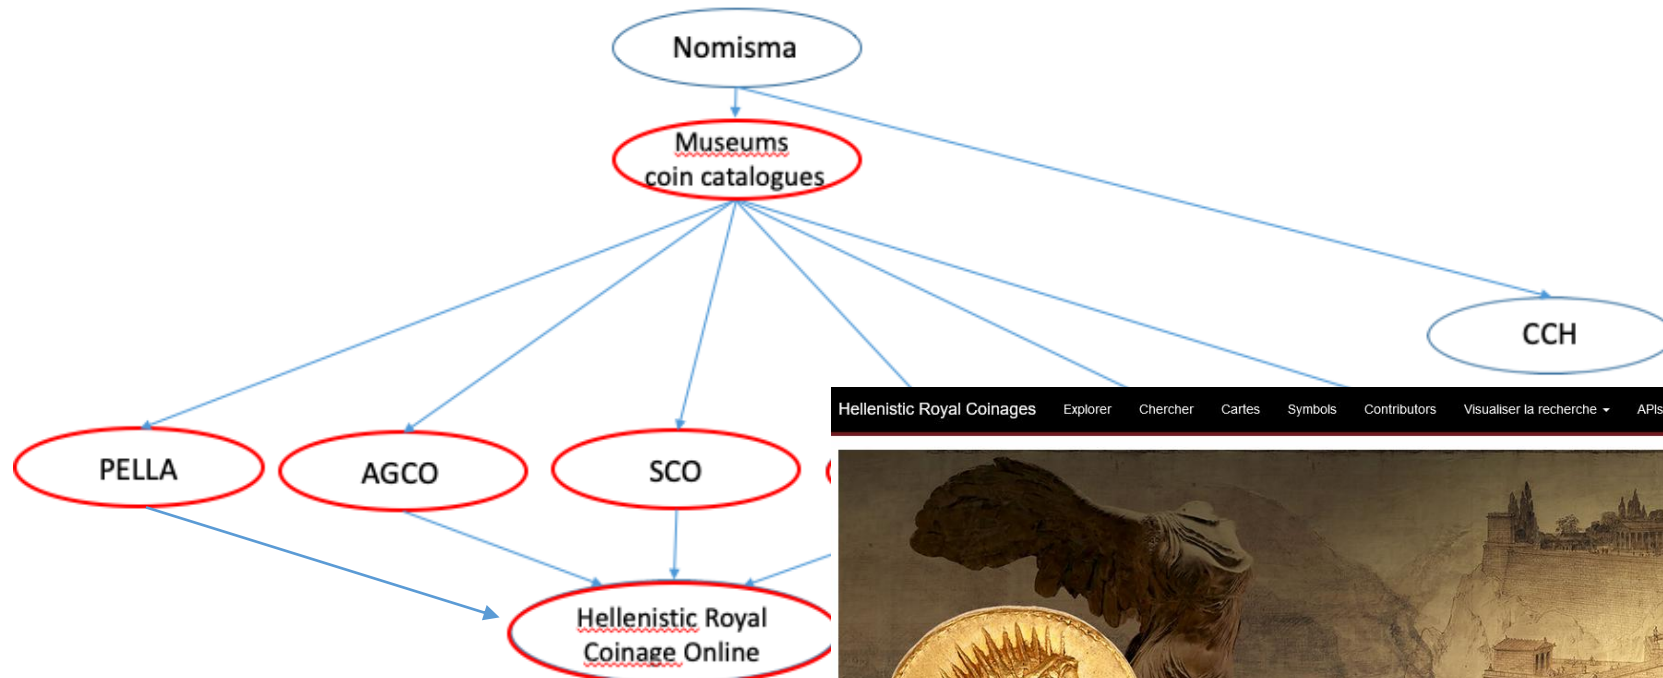 Nomisma
Museums
coin catalogues
CCH
Hellenistic Royal Coinages Explorer Chercher Cartes Symbols Contributors Visualiser la recherche APIs
PELLA
AGCO
SCO
Hellenistic Royal
Coinage Online